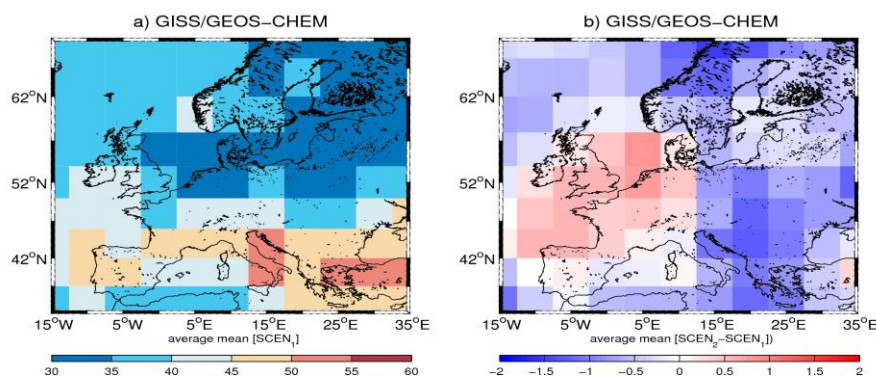 a) GISS/GEOS−CHEM
b) GISS/GEOS−CHEM
62°N
52°N
42°N
15°W 5°W 5°E 15°E 25°E 35°E
average mean [SCEN₁]
30 35 40 45 50 55 60
62°N
52°N
42°N
15°W 5°W 5°E 15°E 25°E 35°E
average mean [SCEN₂−SCEN₁])
−2 −1.5 −1 −0.5 0 0.5 1 1.5 2